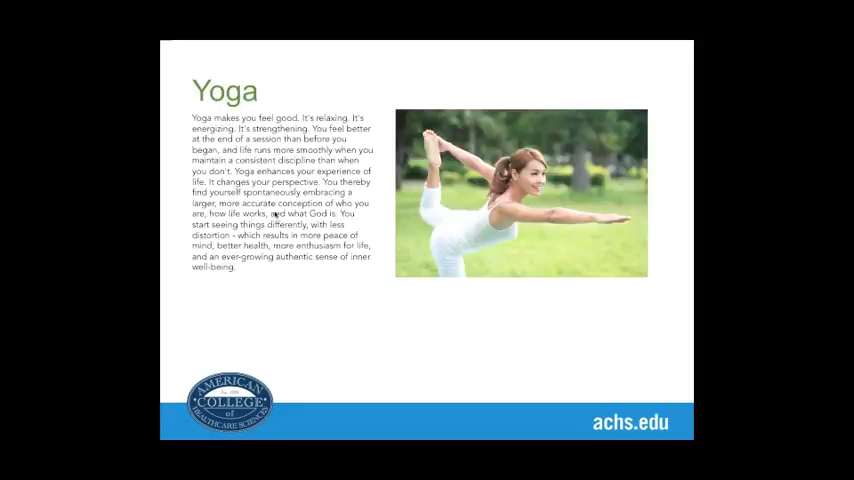 Yoga
Yoga makes you feel good. It's relaxing. It's
energizing. It's strengthening. You feel better
at the end of a session than before you
began, and life runs more smoothly when you
maintain a consistent discipline than when
you don't. Yoga enhances your experience of
life. It changes your perspective. You thereby
find yourself spontaneously embracing a
larger, more accurate conception of who you
are, how life works, and what God is. You
start seeing things differently, with less
distortion - which results in more peace of
mind, better health, more enthusiasm for life,
and an ever-growing authentic sense of inner
well-being.
AMERICAN
COLLEGE
of
HEALTHCARE SCIENCES
achs.edu